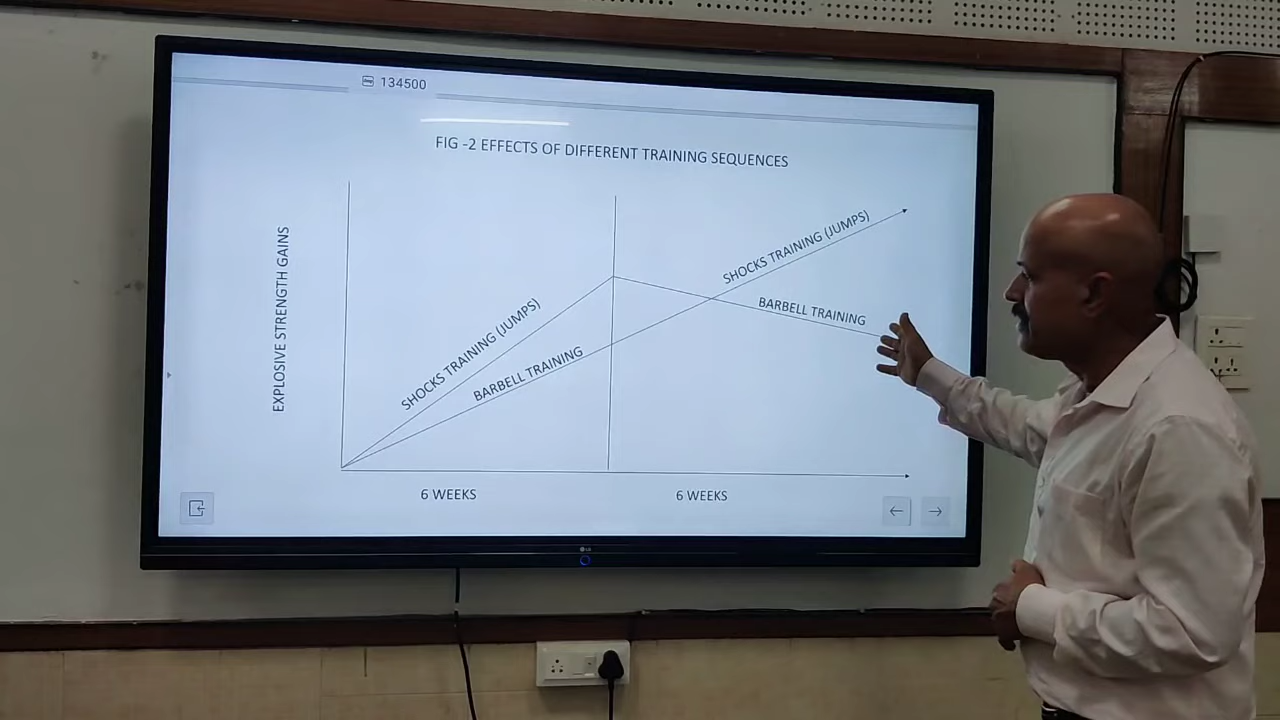 134500
FIG -2 EFFECTS OF DIFFERENT TRAINING SEQUENCES
EXPLOSIVE STRENGTH GAINS
SHOCKS TRAINING (JUMPS)
BARBELL TRAINING
SHOCKS TRAINING (JUMPS)
BARBELL TRAINING
6 WEEKS
6 WEEKS
LG